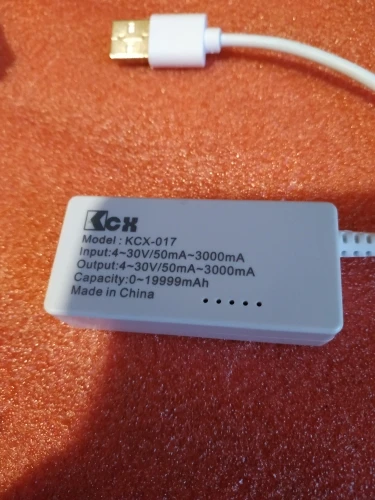 Kcx
Model : KCX-017
Input:4~30V/50mA~3000mA
Output:4~30V/50mA~3000mA
Capacity:0~19999mAh
Made in China